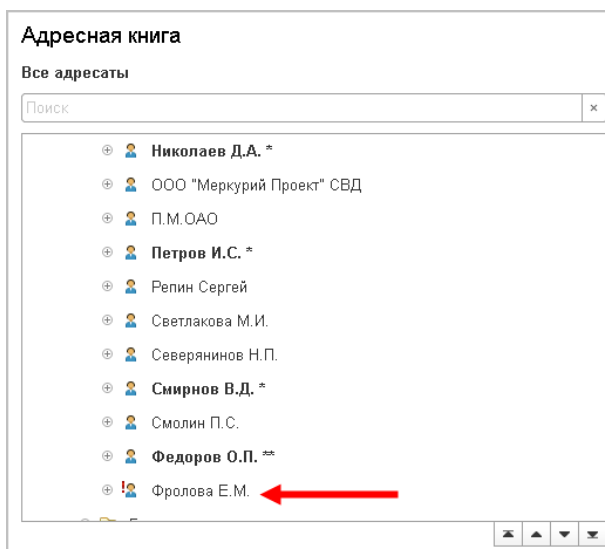 Адресная книга
Все адресаты
Поиск
Николаев Д.А. *
ООО "Меркурий Проект" СВД
П.М.ОАО
Петров И.С. *
Репин Сергей
Светлакова М.И.
Северянинов Н.П.
Смирнов В.Д. *
Смолин П.С.
Федоров О.П. **
Фролова Е.М.